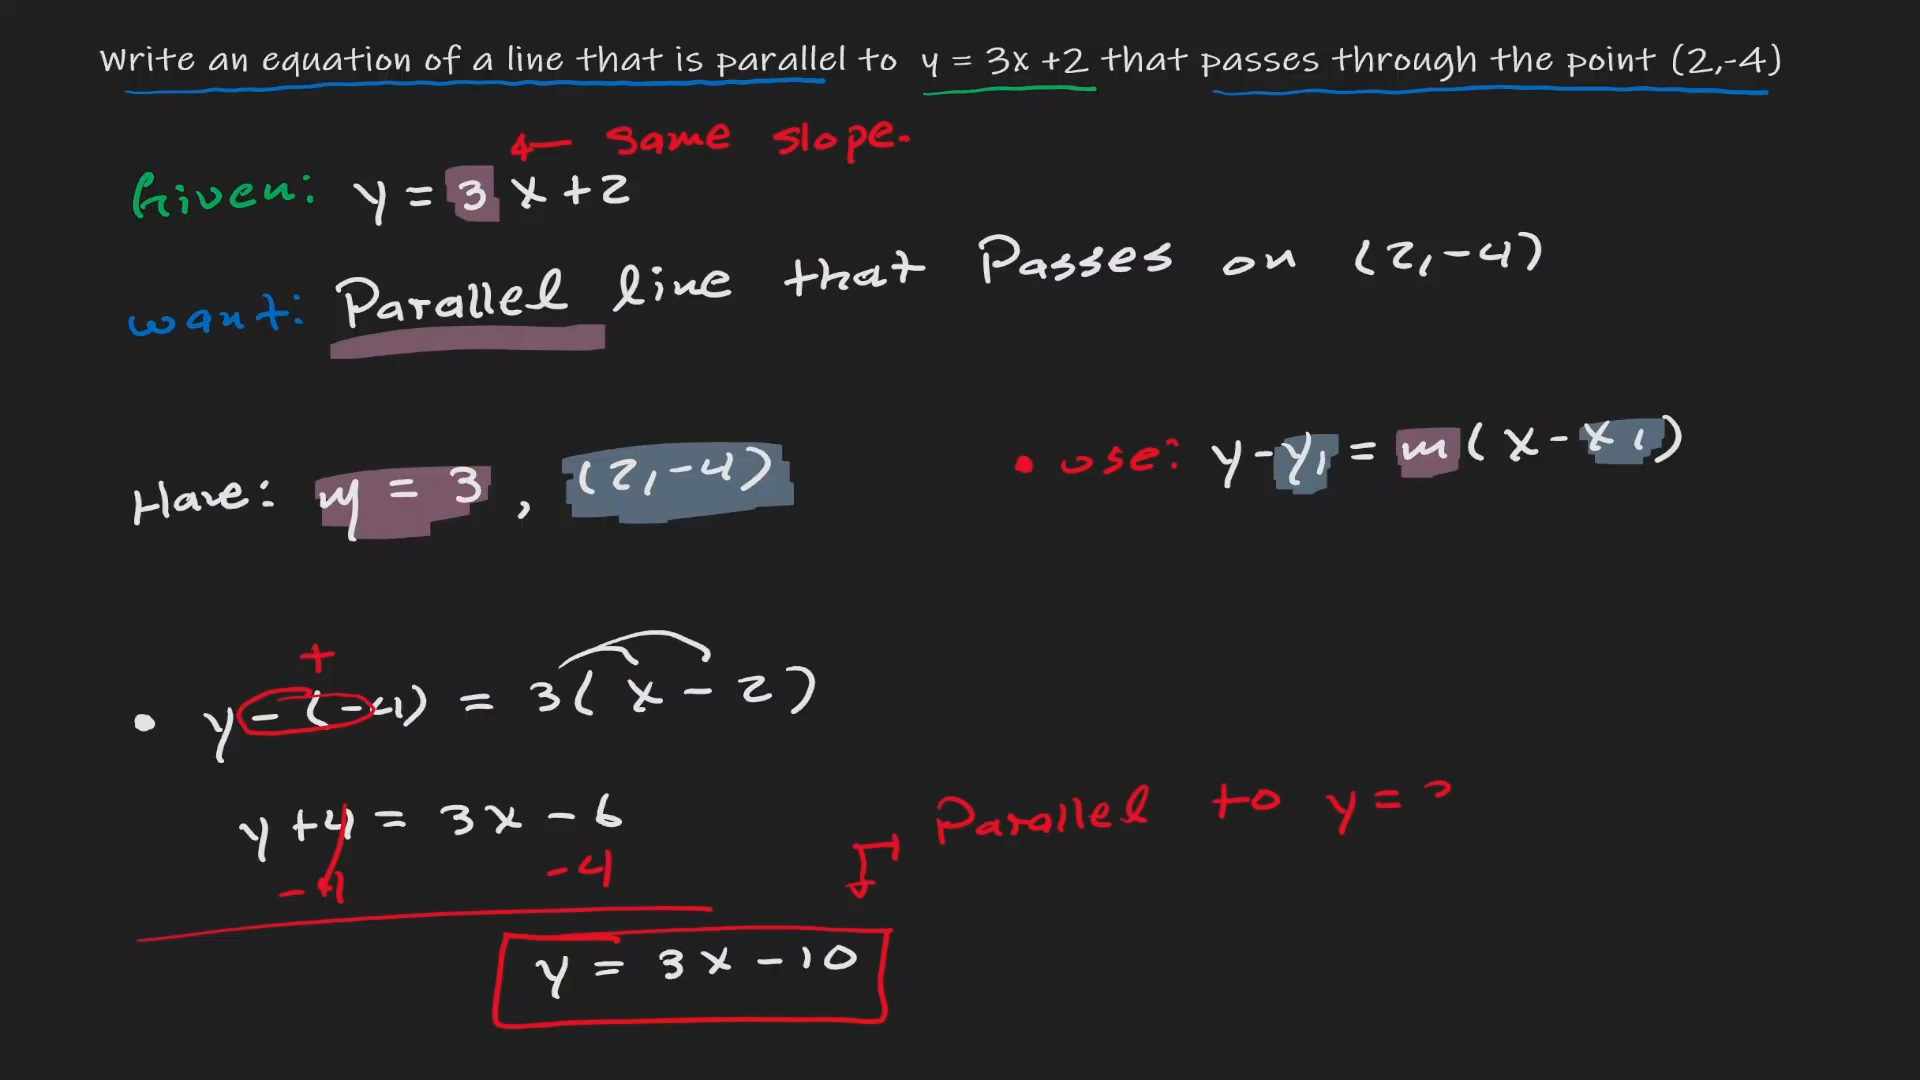 Write an equation of a line that is parallel to y = 3x +2 that passes through the point (2,-4)
← same slope.
Given: y = 3x+2
want: Parallel line that Passes on (2,-4)
Have: m = 3, (2,-4)
• use: y-y₁ = m(x-x₁)
+
• y-(-4) = 3(x-2)
y+4 = 3x-6
-4 -4
Parallel to y =
y = 3x-10